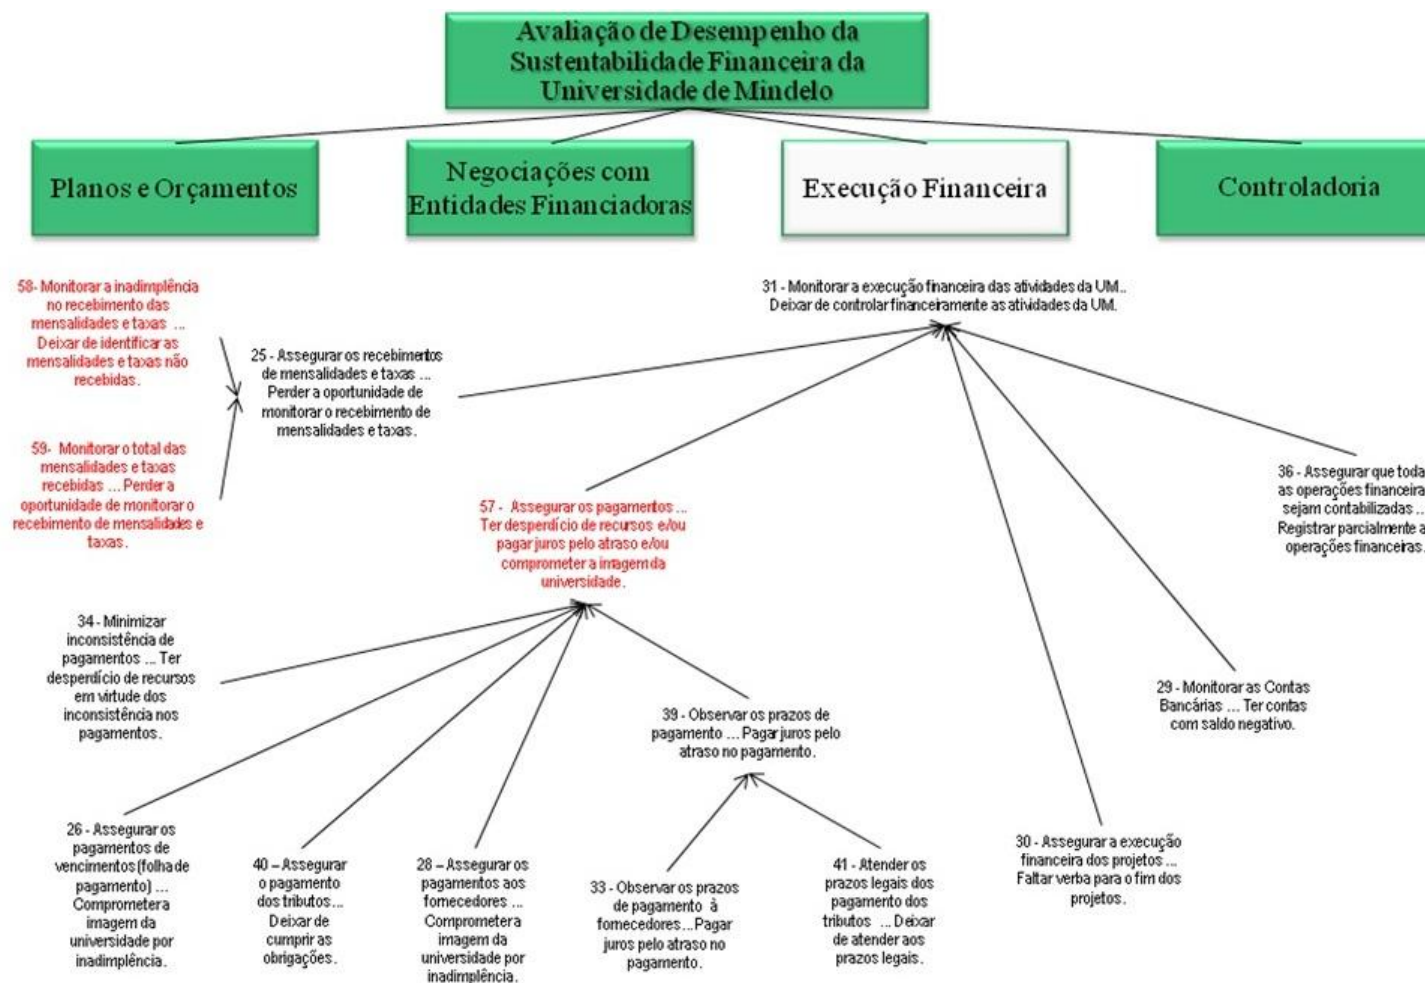 Avaliação de Desempenho da
Sustentabilidade Financeira da
Universidade de Mindelo
Planos e Orçamentos
Negociações com
Entidades Financiadoras
Execução Financeira
Controladoria
58- Monitorar a inadimplência
no recebimento das
mensalidades e taxas ...
Deixar de identificar as
mensalidades e taxas não
recebidas.
31 - Monitorar a execução financeira das atividades da UM..
Deixar de controlar financeiramente as atividades da UM.
25 - Assegurar os recebimentos
de mensalidades e taxas ...
Perder a oportunidade de
monitorar o recebimento de
mensalidades e taxas.
59- Monitorar o total das
mensalidades e taxas
recebidas ... Perder a
oportunidade de monitorar o
recebimento de mensalidades e
taxas.
57 - Assegurar os pagamentos ...
Ter desperdício de recursos e/ou
pagar juros pelo atraso e/ou
comprometer a imagem da
universidade.
36 - Assegurar que toda
as operações financeira
sejam contabilizadas ...
Registrar parcialmente a
operações financeiras.
34 - Minimizar
inconsistência de
pagamentos ... Ter
desperdício de recursos
em virtude dos
inconsistência nos
pagamentos.
39 - Observar os prazos de
pagamento ... Pagar juros pelo
atraso no pagamento.
29 - Monitorar as Contas
Bancárias ... Ter contas
com saldo negativo.
26 - Assegurar os
pagamentos de
vencimentos (folha de
pagamento) ...
Comprometer a
imagem da
universidade por
inadimplência.
40 – Assegurar
o pagamento
dos tributos ...
Deixar de
cumprir as
obrigações.
28 – Assegurar os
pagamentos aos
fornecedores ...
Comprometer a
imagem da
universidade por
inadimplência.
33 - Observar os prazos
de pagamento à
fornecedores... Pagar
juros pelo atraso no
pagamento.
41 - Atender os
prazos legais dos
pagamento dos
tributos ... Deixar
de atender aos
prazos legais.
30 - Assegurar a execução
financeira dos projetos ...
Faltar verba para o fim dos
projetos.